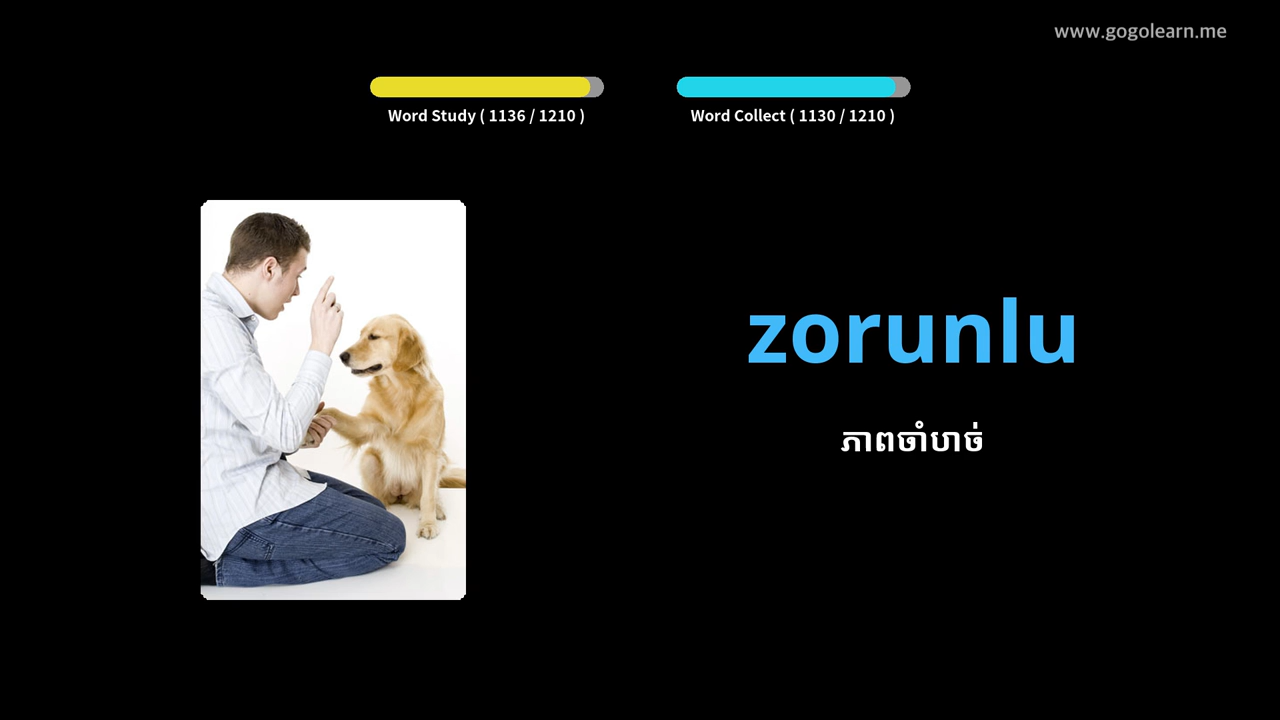 www.gogolearn.me
Word Study ( 1136 / 1210 )
Word Collect ( 1130 / 1210 )
zorunlu
ភាពចាំបាច់